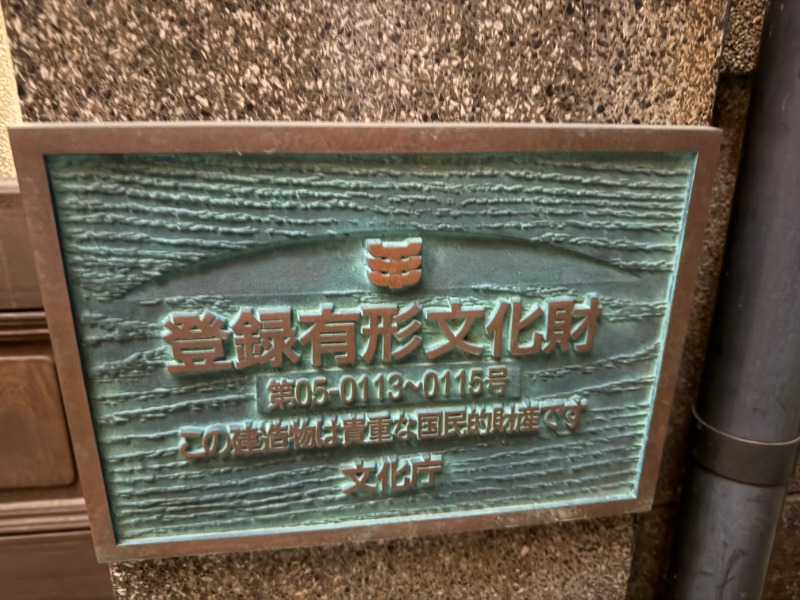 登録有形文化財
第05-0113~0115号
この建造物は貴重な国民的財産です
文化庁